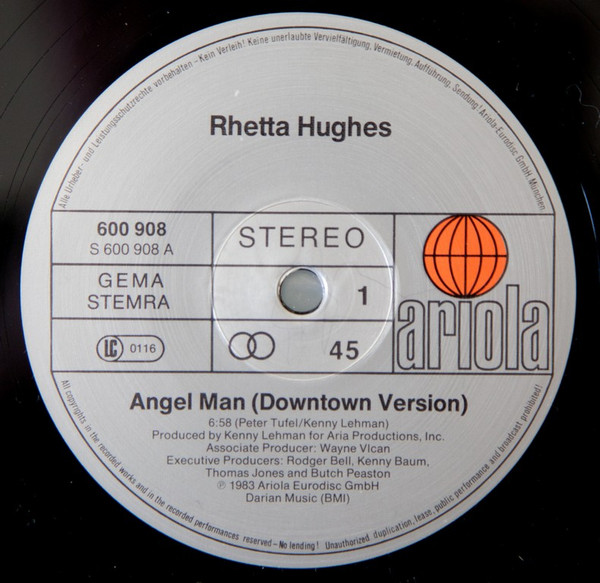 Alle Urheber- und Leistungsschutzrechte vorbehalten – Kein Verleih! Keine unerlaubte Vervielfältigung, Vermietung, Aufführung, Sendung! Ariola-Eurodisc GmbH, München
Rhetta Hughes
600 908
S 600 908 A
STEREO
GEMA
STEMRA
1
LC 0116
45
ariola
Angel Man (Downtown Version)
6:58 (Peter Tufel/Kenny Lehman)
Produced by Kenny Lehman for Aria Productions, Inc.
Associate Producer: Wayne Vlcan
Executive Producers: Rodger Bell, Kenny Baum,
Thomas Jones and Butch Peaston
℗ 1983 Ariola Eurodisc GmbH
Darian Music (BMI)
All copyrights in the recorded works and in the recorded performances reserved – No lending! Unauthorized duplication, lease, public performance and broadcast prohibited!